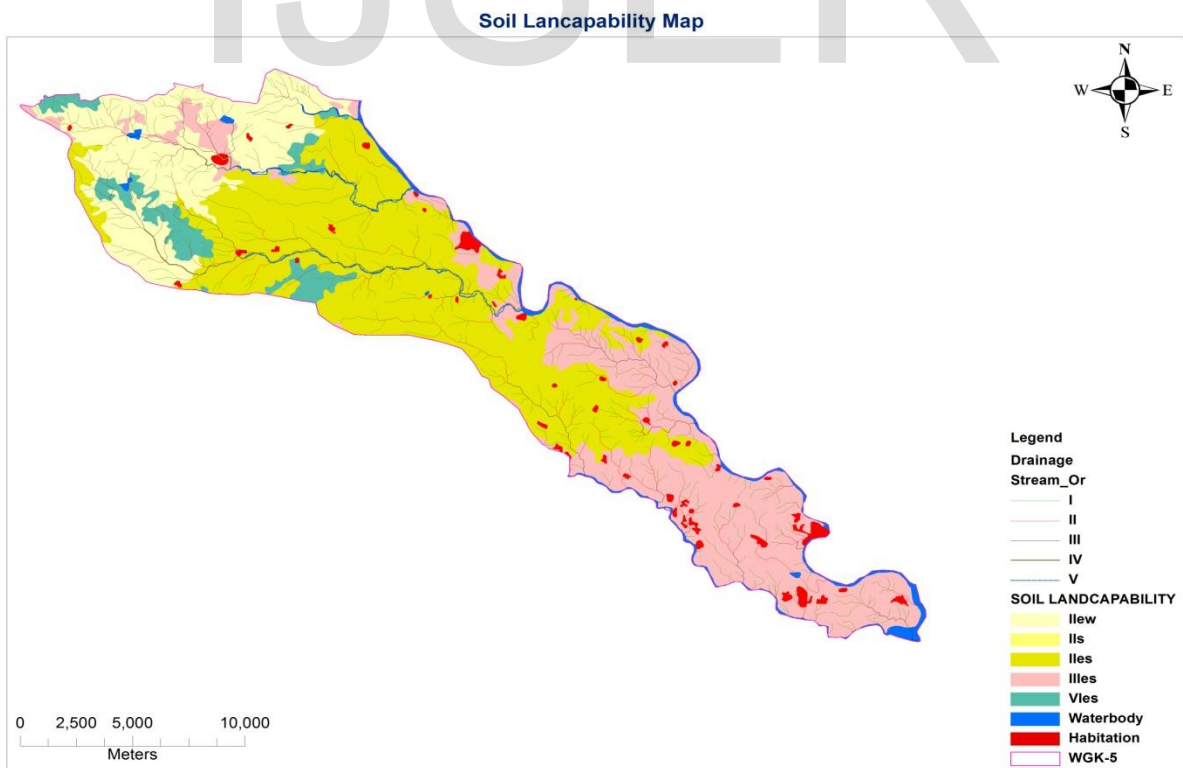 IJSER
Soil Lancapability Map
N
W E
S
Legend
Drainage
Stream_Or
I
II
III
IV
V
SOIL LANDCAPABILITY
IIew
IIs
IIes
IIIes
VIes
Waterbody
Habitation
WGK-5
0 2,500 5,000 10,000
Meters